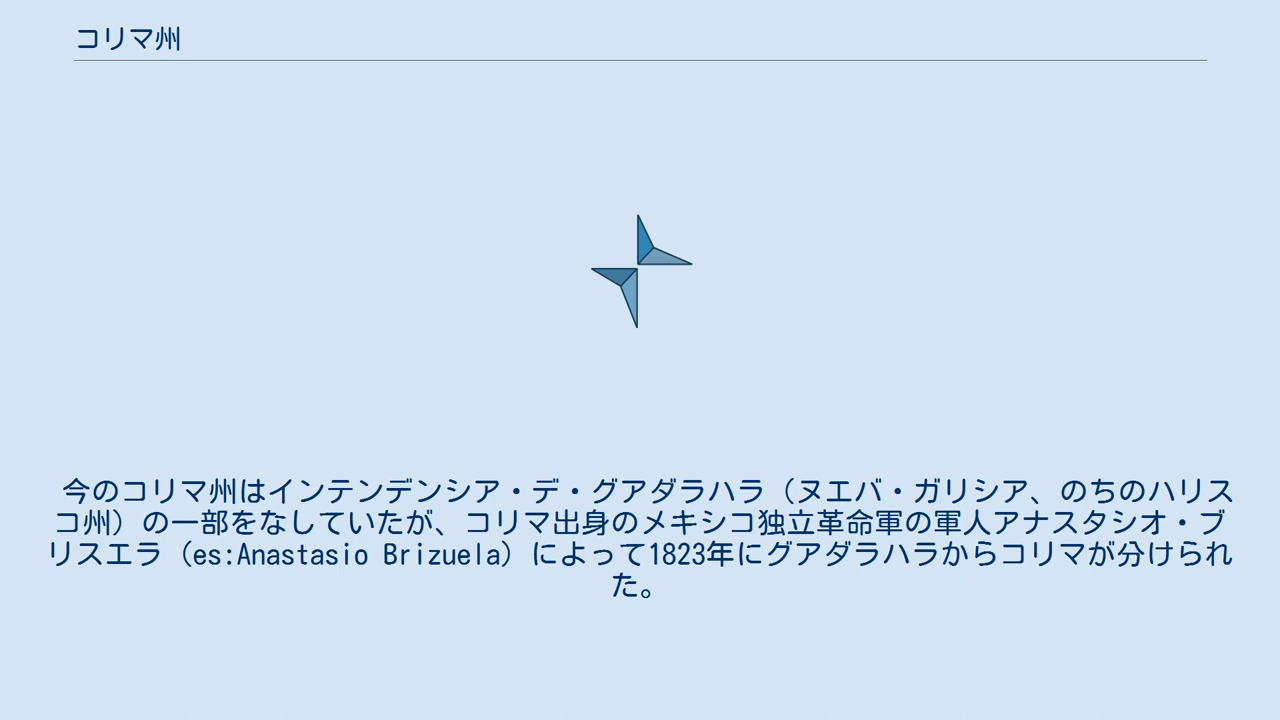 コリマ州
今のコリマ州はインテンデンシア・デ・グアダラハラ（ヌエバ・ガリシア、のちのハリス
コ州）の一部をなしていたが、コリマ出身のメキシコ独立革命軍の軍人アナスタシオ・ブ
リスエラ（es:Anastasio Brizuela）によって1823年にグアダラハラからコリマが分けられ
た。